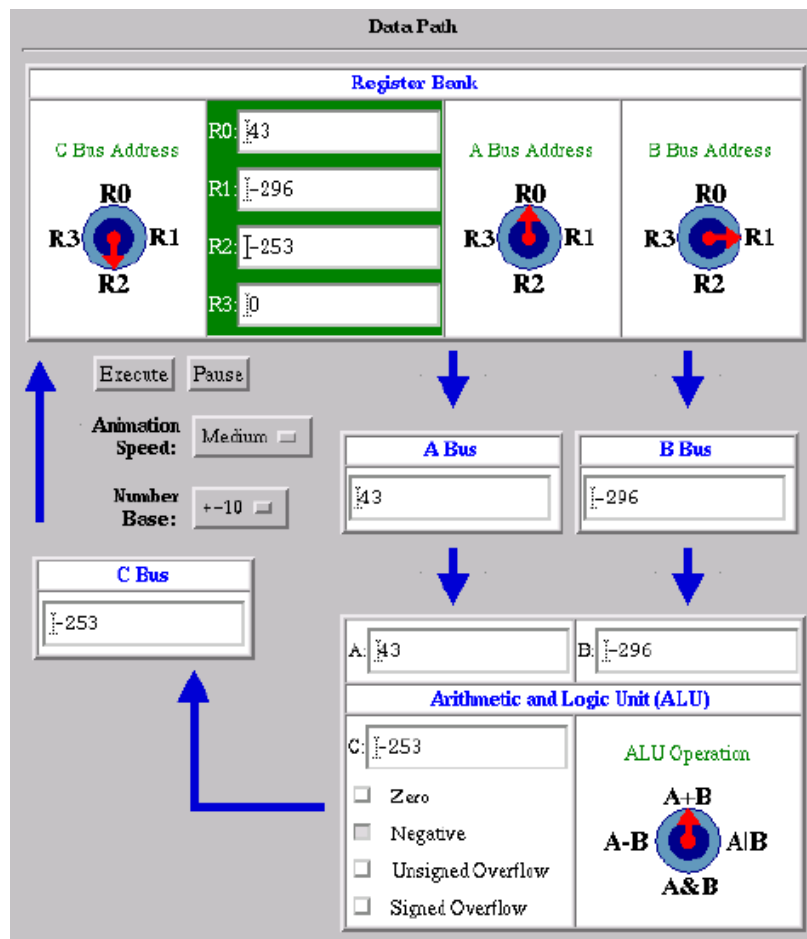 Data Path
Register Bank
C Bus Address
R0
R3 R1
R2
R0: 43
R1: -296
R2: -253
R3: 0
A Bus Address
R0
R3 R1
R2
B Bus Address
R0
R3 R1
R2
Execute Pause
Animation
Speed: Medium
Number
Base: +-10
A Bus
43
B Bus
-296
C Bus
-253
A: 43
B: -296
Arithmetic and Logic Unit (ALU)
C: -253
Zero
Negative
Unsigned Overflow
Signed Overflow
ALU Operation
A+B
A-B A|B
A&B